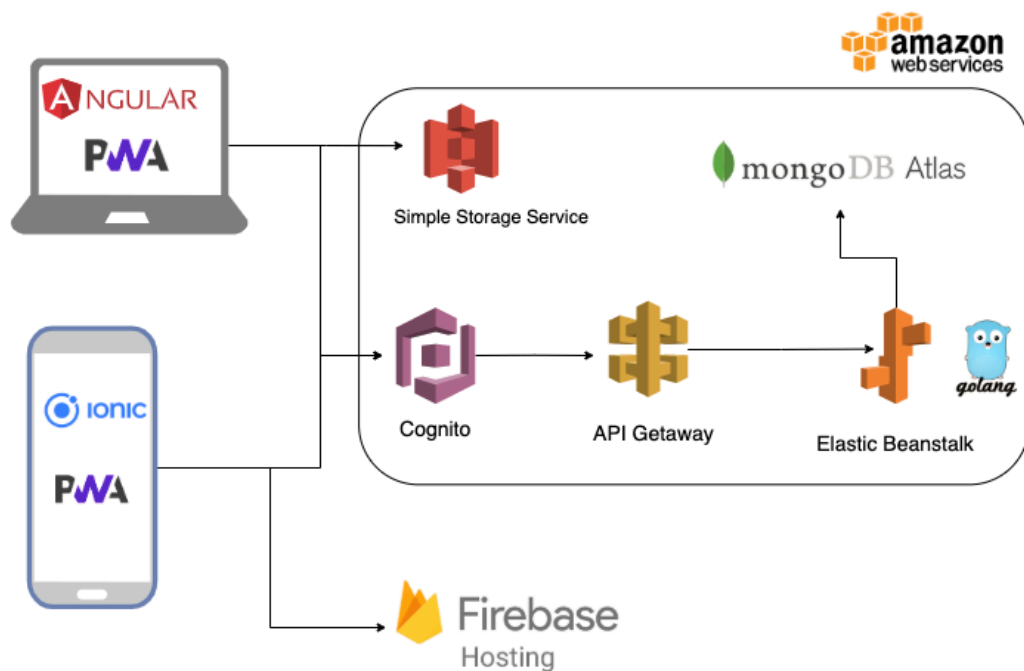 amazon
webservices
ANGULAR
PWA
Simple Storage Service
mongoDB Atlas
IONIC
PWA
Cognito
API Getaway
Elastic Beanstalk
golang
Firebase
Hosting